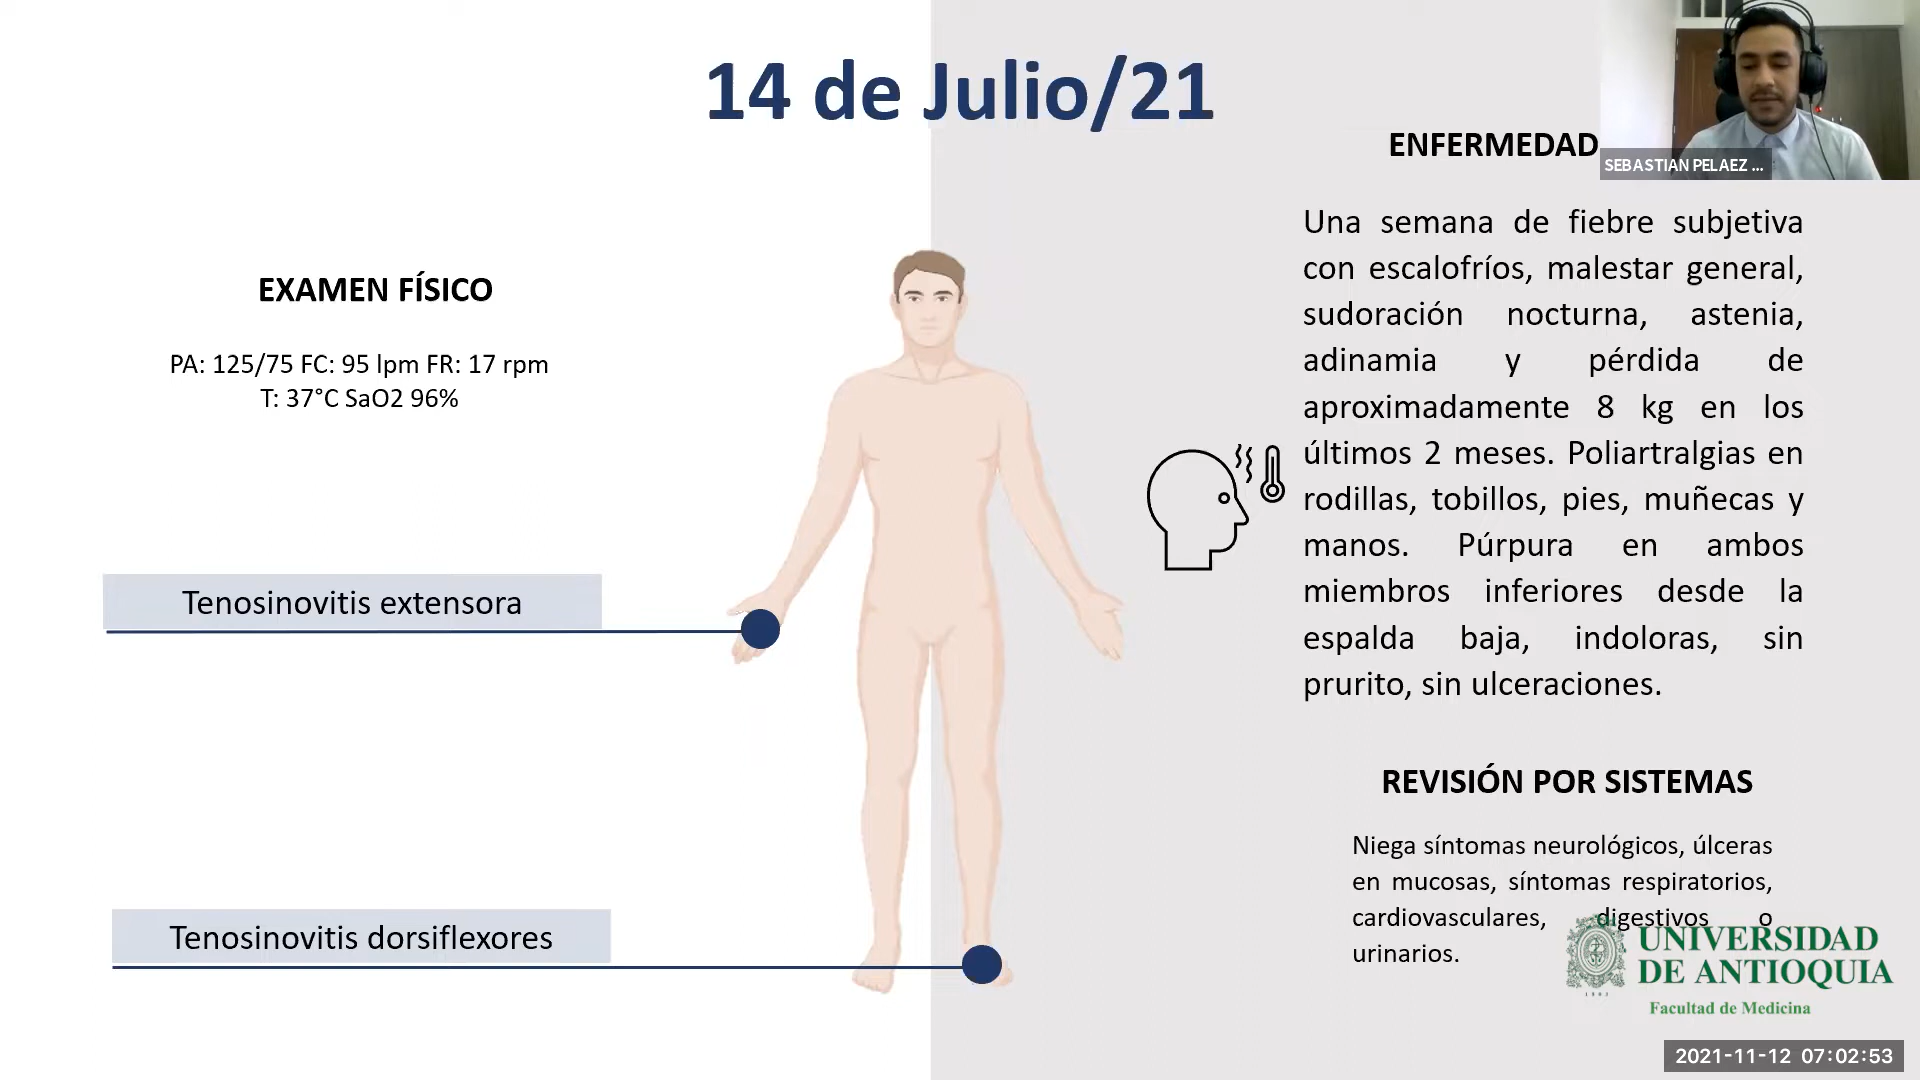 14 de Julio/21
EXAMEN FÍSICO
PA: 125/75 FC: 95 lpm FR: 17 rpm
T: 37°C SaO2 96%
Tenosinovitis extensora
Tenosinovitis dorsiflexores
ENFERMEDAD
Una semana de fiebre subjetiva
con escalofríos, malestar general,
sudoración nocturna, astenia,
adinamia y pérdida de
aproximadamente 8 kg en los
últimos 2 meses. Poliartralgias en
rodillas, tobillos, pies, muñecas y
manos. Púrpura en ambos
miembros inferiores desde la
espalda baja, indoloras, sin
prurito, sin ulceraciones.
REVISIÓN POR SISTEMAS
Niega síntomas neurológicos, úlceras
en mucosas, síntomas respiratorios,
cardiovasculares, digestivos o
urinarios.
SEBASTIAN PELAEZ ...
UNIVERSIDAD
DE ANTIOQUIA
1803
Facultad de Medicina
2021-11-12 07:02:53